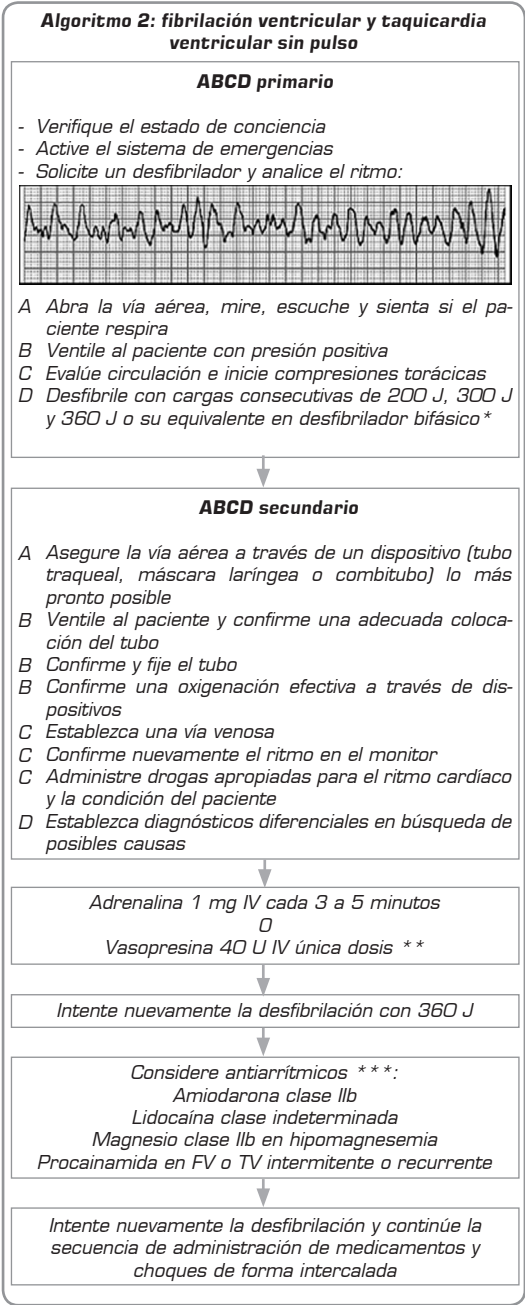 Algoritmo 2: fibrilación ventricular y taquicardia
ventricular sin pulso
ABCD primario
- Verifique el estado de conciencia
- Active el sistema de emergencias
- Solicite un desfibrilador y analice el ritmo:
A Abra la vía aérea, mire, escuche y sienta si el pa-
ciente respira
B Ventile al paciente con presión positiva
C Evalúe circulación e inicie compresiones torácicas
D Desfibrile con cargas consecutivas de 200 J, 300 J
y 360 J o su equivalente en desfibrilador bifásico*
ABCD secundario
A Asegure la vía aérea a través de un dispositivo (tubo
traqueal, máscara laríngea o combitubo) lo más
pronto posible
B Ventile al paciente y confirme una adecuada coloca-
ción del tubo
B Confirme y fije el tubo
B Confirme una oxigenación efectiva a través de dis-
positivos
C Establezca una vía venosa
C Confirme nuevamente el ritmo en el monitor
C Administre drogas apropiadas para el ritmo cardíaco
y la condición del paciente
D Establezca diagnósticos diferenciales en búsqueda de
posibles causas
Adrenalina 1 mg IV cada 3 a 5 minutos
O
Vasopresina 40 U IV única dosis **
Intente nuevamente la desfibrilación con 360 J
Considere antiarrítmicos ***:
Amiodarona clase IIb
Lidocaína clase indeterminada
Magnesio clase IIb en hipomagnesemia
Procainamida en FV o TV intermitente o recurrente
Intente nuevamente la desfibrilación y continúe la
secuencia de administración de medicamentos y
choques de forma intercalada